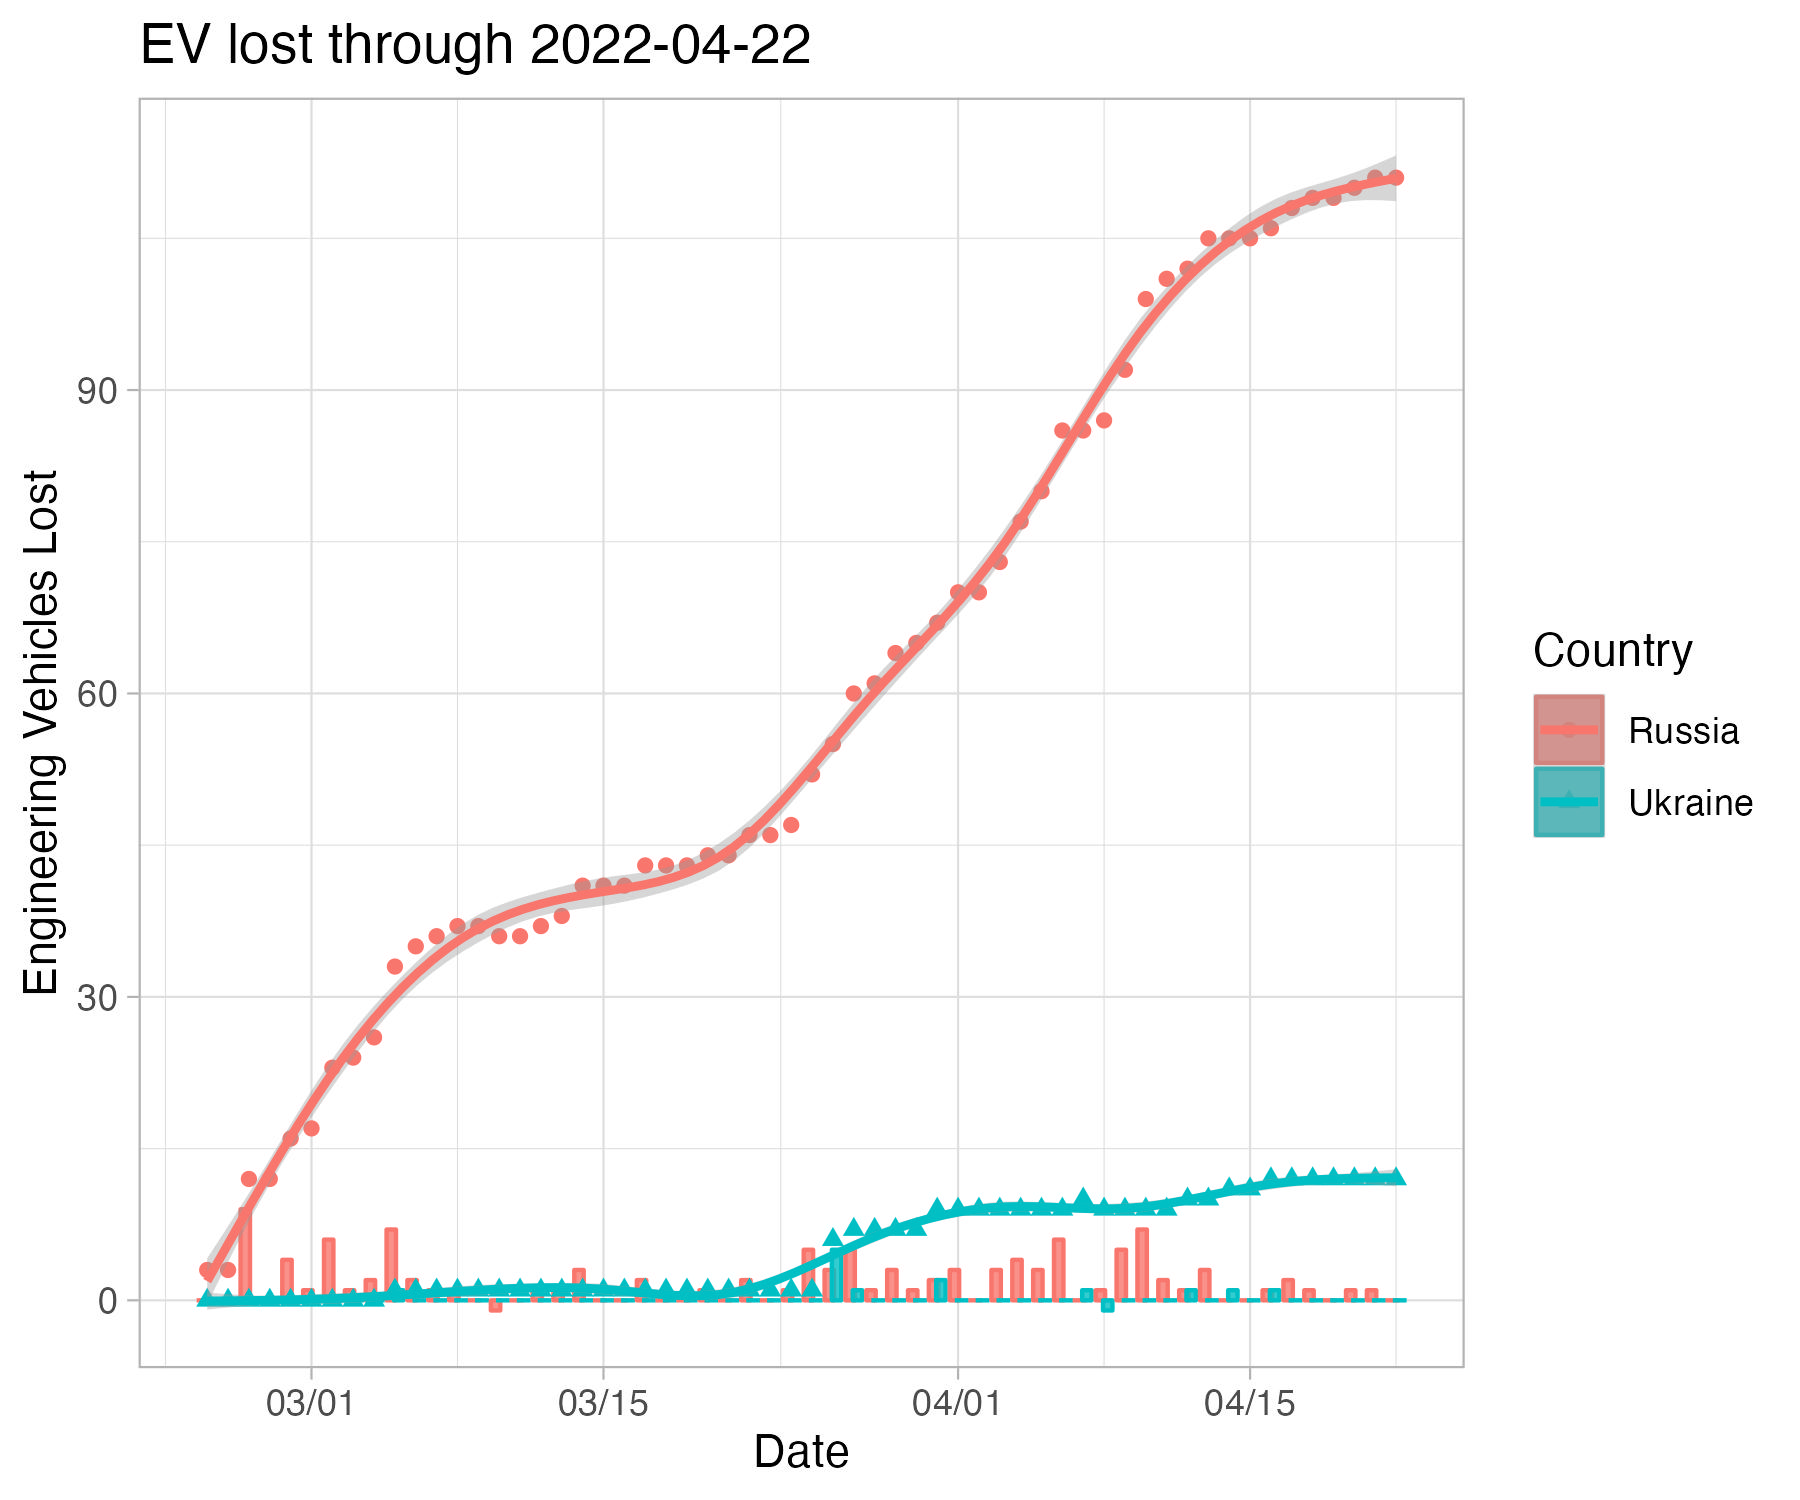 EV lost through 2022-04-22
Engineering Vehicles Lost
90
60
30
0
03/01
03/15
04/01
04/15
Date
Country
Russia
Ukraine